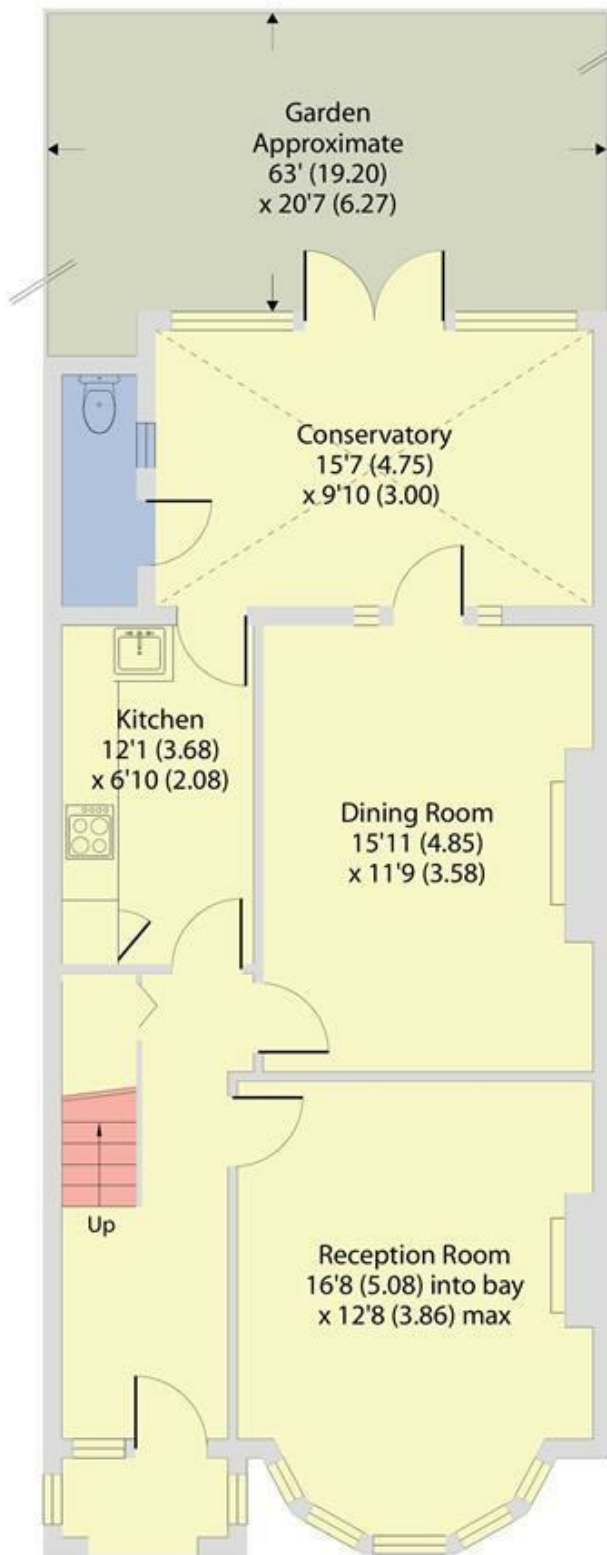 Garden
Approximate
63' (19.20)
x 20'7 (6.27)
Conservatory
15'7 (4.75)
x 9'10 (3.00)
Kitchen
12'1 (3.68)
x 6'10 (2.08)
Dining Room
15'11 (4.85)
x 11'9 (3.58)
Up
Reception Room
16'8 (5.08) into bay
x 12'8 (3.86) max